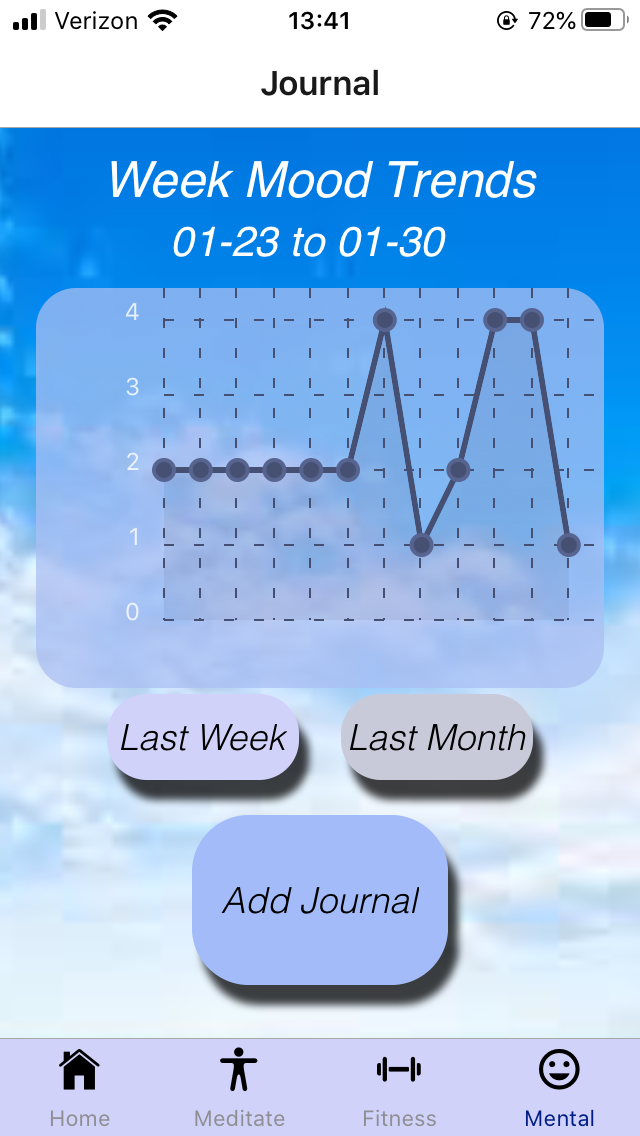 Verizon 13:41 72%
Journal
Week Mood Trends
01-23 to 01-30
4
3
2
1
0
Last Week Last Month
Add Journal
Home Meditate Fitness Mental